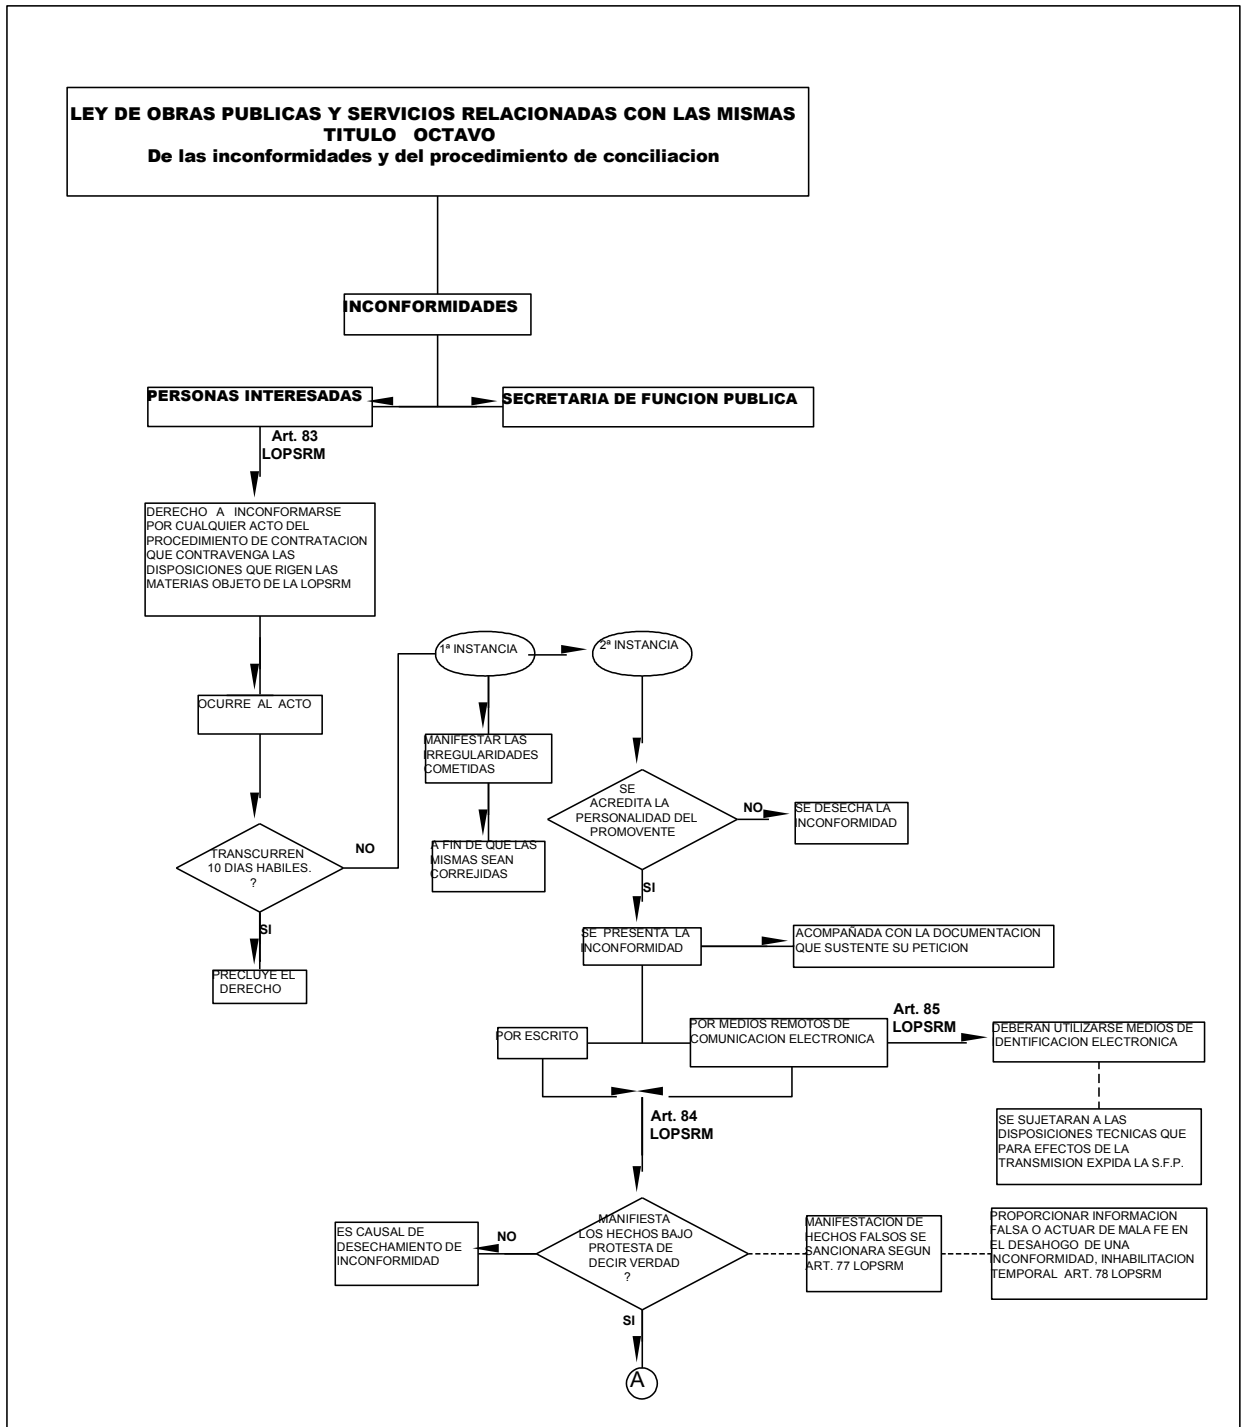 LEY DE OBRAS PUBLICAS Y SERVICIOS RELACIONADAS CON LAS MISMAS
TITULO OCTAVO
De las inconformidades y del procedimiento de conciliacion
INCONFORMIDADES
PERSONAS INTERESADAS
SECRETARIA DE FUNCION PUBLICA
Art. 83
LOPSRM
DERECHO A INCONFORMARSE
POR CUALQUIER ACTO DEL
PROCEDIMIENTO DE CONTRATACION
QUE CONTRAVENGA LAS
DISPOSICIONES QUE RIGEN LAS
MATERIAS OBJETO DE LA LOPSRM
OCURRE AL ACTO
TRANSCURREN
10 DIAS HABILES.
?
NO
SI
PRECLUYE EL
DERECHO
1ª INSTANCIA
2ª INSTANCIA
MANIFESTAR LAS
IRREGULARIDADES
COMETIDAS
A FIN DE QUE LAS
MISMAS SEAN
CORREJIDAS
SE
ACREDITA LA
PERSONALIDAD DEL
PROMOVENTE
NO
SE DESECHA LA
INCONFORMIDAD
SI
SE PRESENTA LA
INCONFORMIDAD
ACOMPAÑADA CON LA DOCUMENTACION
QUE SUSTENTE SU PETICION
POR ESCRITO
POR MEDIOS REMOTOS DE
COMUNICACION ELECTRONICA
Art. 85
LOPSRM
DEBERAN UTILIZARSE MEDIOS DE
IDENTIFICACION ELECTRONICA
SE SUJETARAN A LAS
DISPOSICIONES TECNICAS QUE
PARA EFECTOS DE LA
TRANSMISION EXPIDA LA S.F.P.
Art. 84
LOPSRM
MANIFIESTA
LOS HECHOS BAJO
PROTESTA DE
DECIR VERDAD
?
NO
ES CAUSAL DE
DESECHAMIENTO DE
INCONFORMIDAD
MANIFESTACION DE
HECHOS FALSOS SE
SANCIONARA SEGUN
ART. 77 LOPSRM
PROPORCIONAR INFORMACION
FALSA O ACTUAR DE MALA FE EN
EL DESAHOGO DE UNA
INCONFORMIDAD, INHABILITACION
TEMPORAL ART. 78 LOPSRM
SI
A